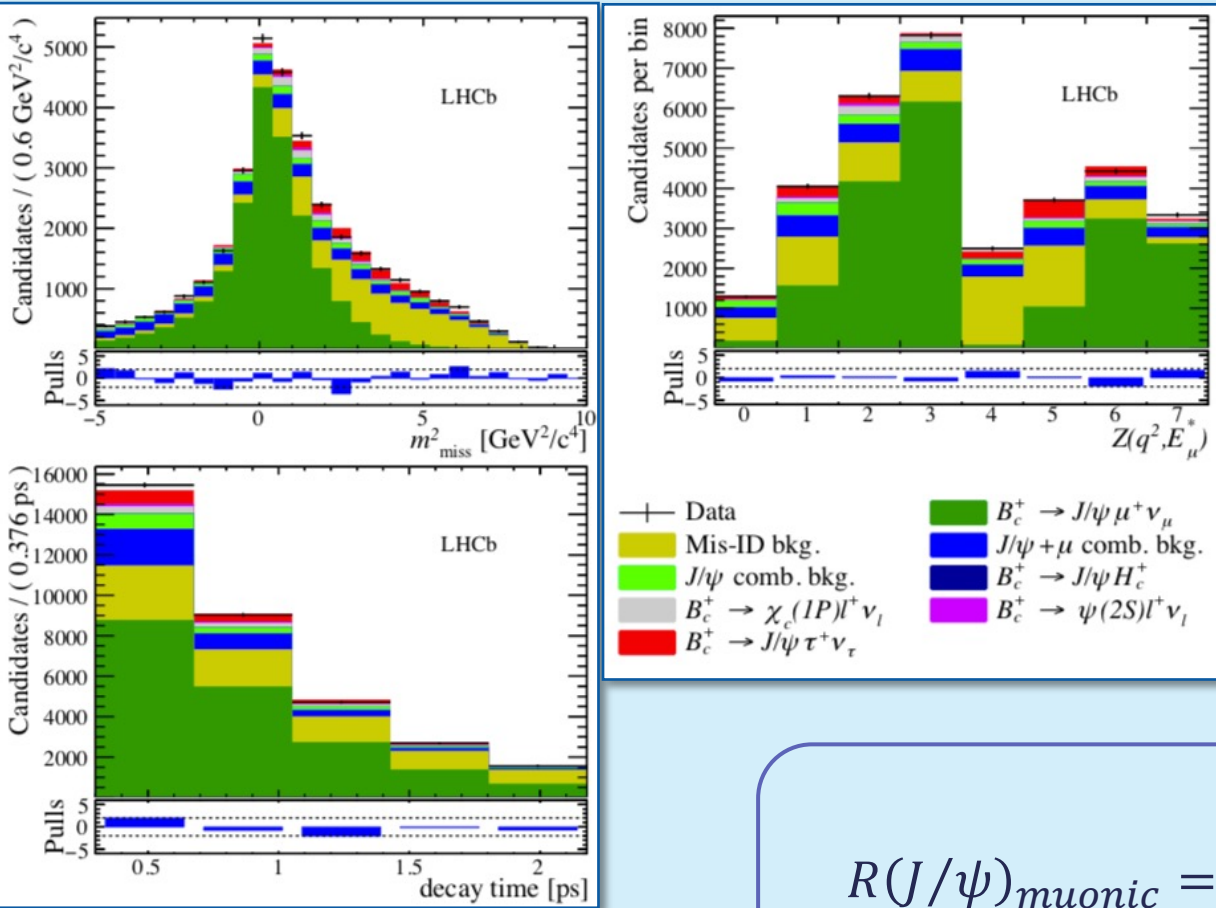 Candidates / ( 0.6 GeV²/c⁴ )
5000
4000
3000
2000
1000
LHCb
Pulls
5
0
−5
-5
0
5
10
m²miss [GeV²/c⁴]
Candidates per bin
8000
7000
6000
5000
4000
3000
2000
1000
LHCb
Pulls
5
0
−5
0
1
2
3
4
5
6
7
Z(q²,E*μ)
Candidates / ( 0.376 ps )
16000
14000
12000
10000
8000
6000
4000
2000
LHCb
Pulls
5
0
−5
0.5
1
1.5
2
decay time [ps]
Data
Mis-ID bkg.
J/ψ comb. bkg.
B⁺c → χc(1P)l⁺νl
B⁺c → J/ψ τ⁺ντ
B⁺c → J/ψ μ⁺νμ
J/ψ+μ comb. bkg.
B⁺c → J/ψ H⁺c
B⁺c → ψ(2S)l⁺νl
R(J/ψ)muonic =